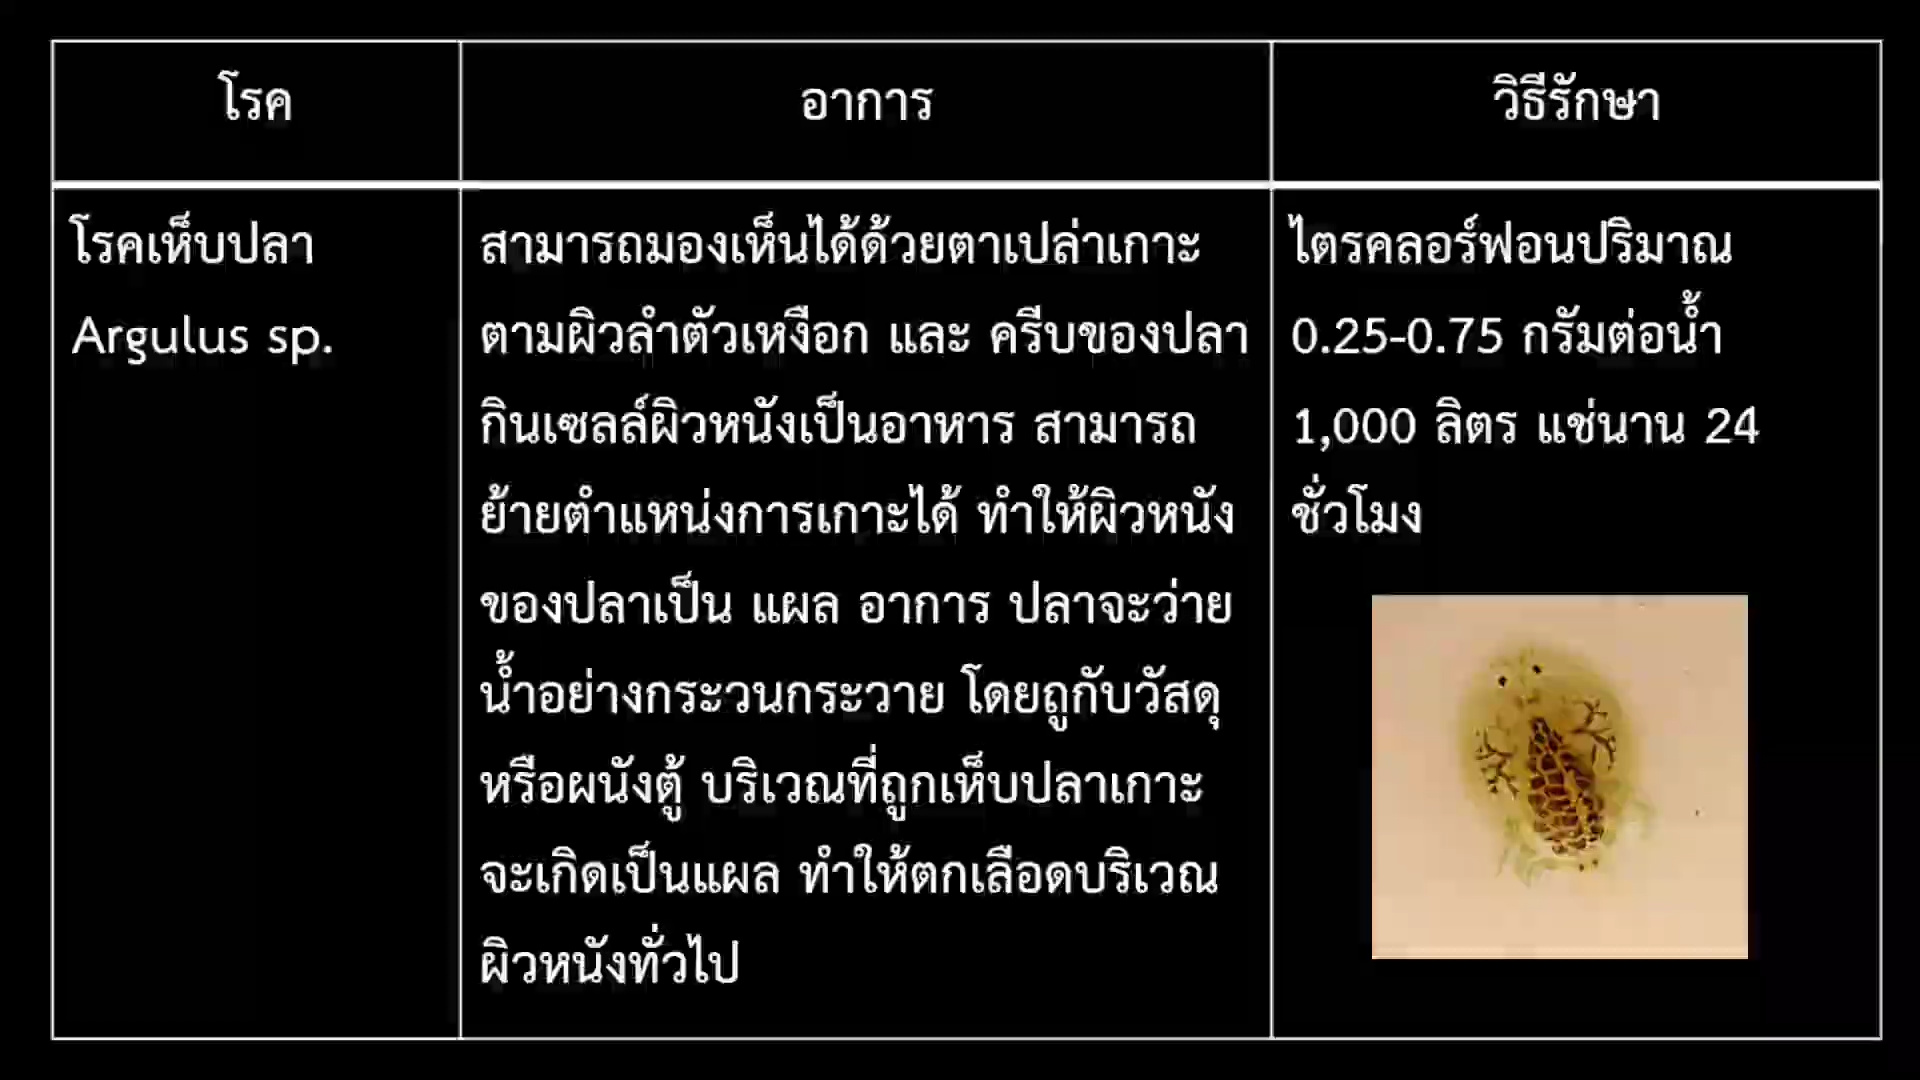 โรค
อาการ
วิธีรักษา
โรคเห็บปลา
Argulus sp.
สามารถมองเห็นได้ด้วยตาเปล่าเกาะ
ตามผิวลำตัวเหงือก และ ครีบของปลา
กินเซลล์ผิวหนังเป็นอาหาร สามารถ
ย้ายตำแหน่งการเกาะได้ ทำให้ผิวหนัง
ของปลาเป็น แผล อาการ ปลาจะว่าย
น้ำอย่างกระวนกระวาย โดยถูกับวัสดุ
หรือผนังตู้ บริเวณที่ถูกเห็บปลาเกาะ
จะเกิดเป็นแผล ทำให้ตกเลือดบริเวณ
ผิวหนังทั่วไป
ไตรคลอร์ฟอนปริมาณ
0.25-0.75 กรัมต่อน้ำ
1,000 ลิตร แช่นาน 24
ชั่วโมง